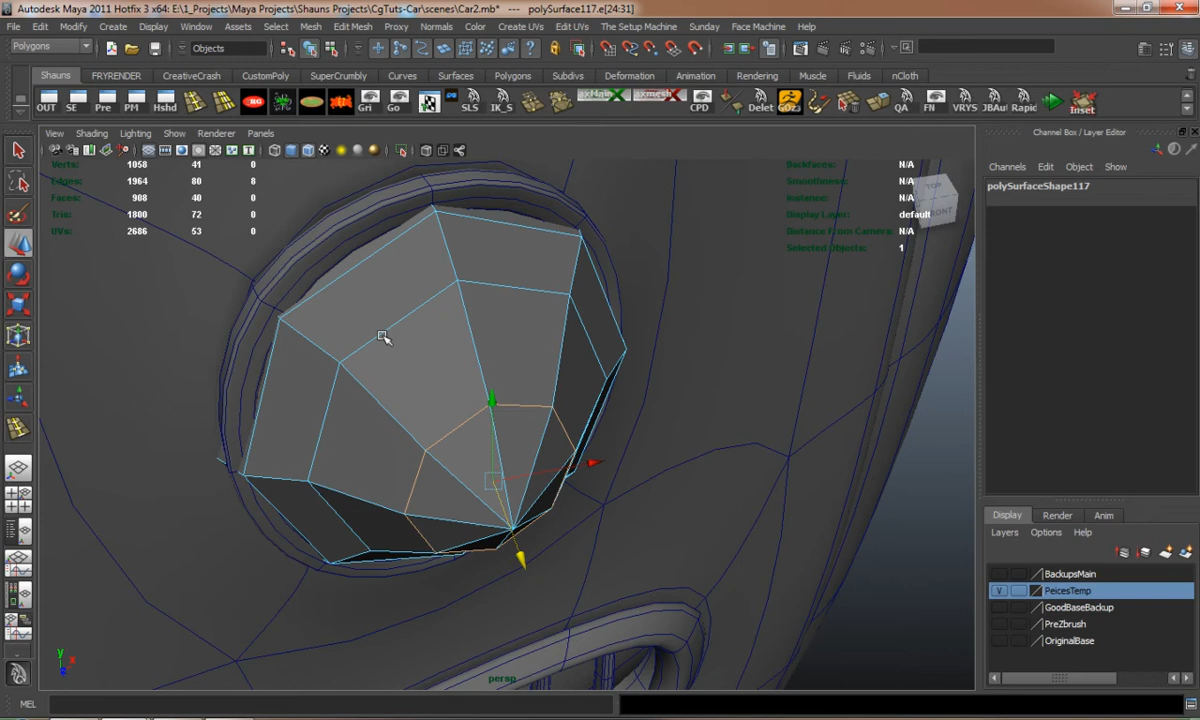 Autodesk Maya 2011 Hotfix 3 x64: E:\1_Projects\Maya Projects\Shauns Projects\CgTuts-Car\scenes\Car2.mb* --- polySurface117.e[24:31]
File Edit Modify Create Display Window Assets Select Mesh Edit Mesh Proxy Normals Color Create UVs Edit UVs The Setup Machine Sunday Face Machine Help
Polygons Objects
Shauns FRYRENDER CreativeCrash CustomPoly SuperCrumbly Curves Surfaces Polygons Subdivs Deformation Animation Rendering Muscle Fluids nCloth
OUT SE Pre PM Hshd Gri Go SLS IK_S CPD Delet GOz3 QA FN VRYS JBAu Rapic Inset
View Shading Lighting Show Renderer Panels
Channel Box / Layer Editor
Channels Edit Object Show
polySurfaceShape117
Verts: 1058 41 0
Edges: 1964 80 8
Faces: 908 40 0
Tris: 1800 72 0
UVs: 2686 53 0
Backfaces: N/A
Smoothness: N/A
Instance: N/A
Display Layer: default
Distance From Camera: N/A
Selected Objects: 1
TOP
FRONT
persp
y
x
Display Render Anim
Layers Options Help
BackupsMain
V PeicesTemp
GoodBaseBackup
PreZbrush
OriginalBase
MEL